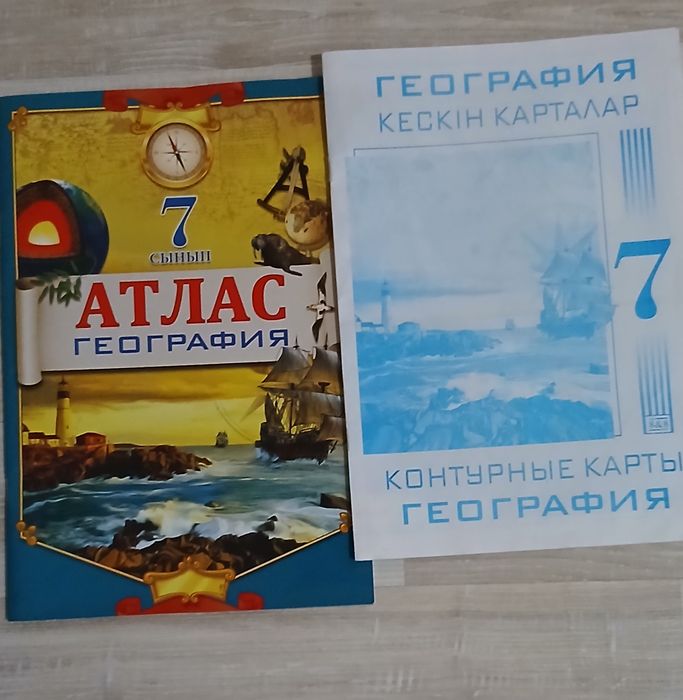 7
СЫНЫП
АТЛАС
ГЕОГРАФИЯ
ГЕОГРАФИЯ
КЕСКІН КАРТАЛАР
7
КОНТУРНЫЕ КАРТЫ
ГЕОГРАФИЯ